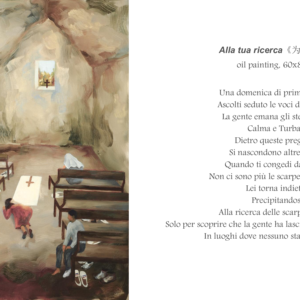 Alla tua ricerca
oil painting, 60x8
Una domenica di prim
Ascolti seduto le voci d
La gente emana gli ste
Calma e Turba
Dietro queste preg
Si nascondono altre
Quando ti congedi da
Non ci sono più le scarpe
Lei torna indiet
Precipitandos
Alla ricerca delle scarp
Solo per scoprire che la gente ha lasc
In luoghi dove nessuno sta